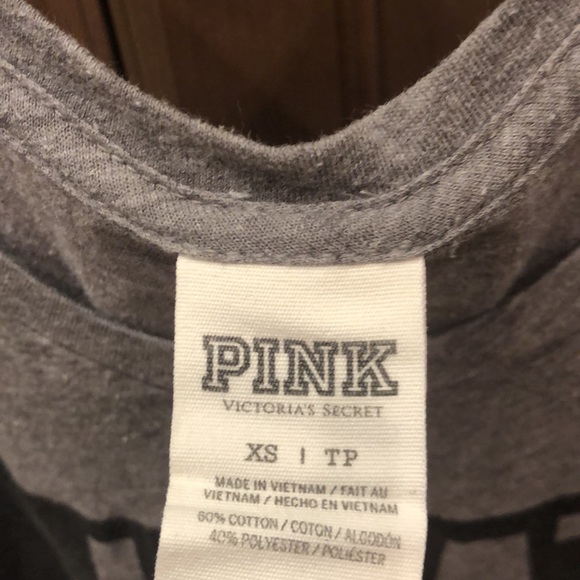 PINK
VICTORIA'S SECRET
XS | TP
MADE IN VIETNAM / FAIT AU
VIETNAM / HECHO EN VIETNAM
60% COTTON / COTON / ALGODÓN
40% POLYESTER / POLIÉSTER